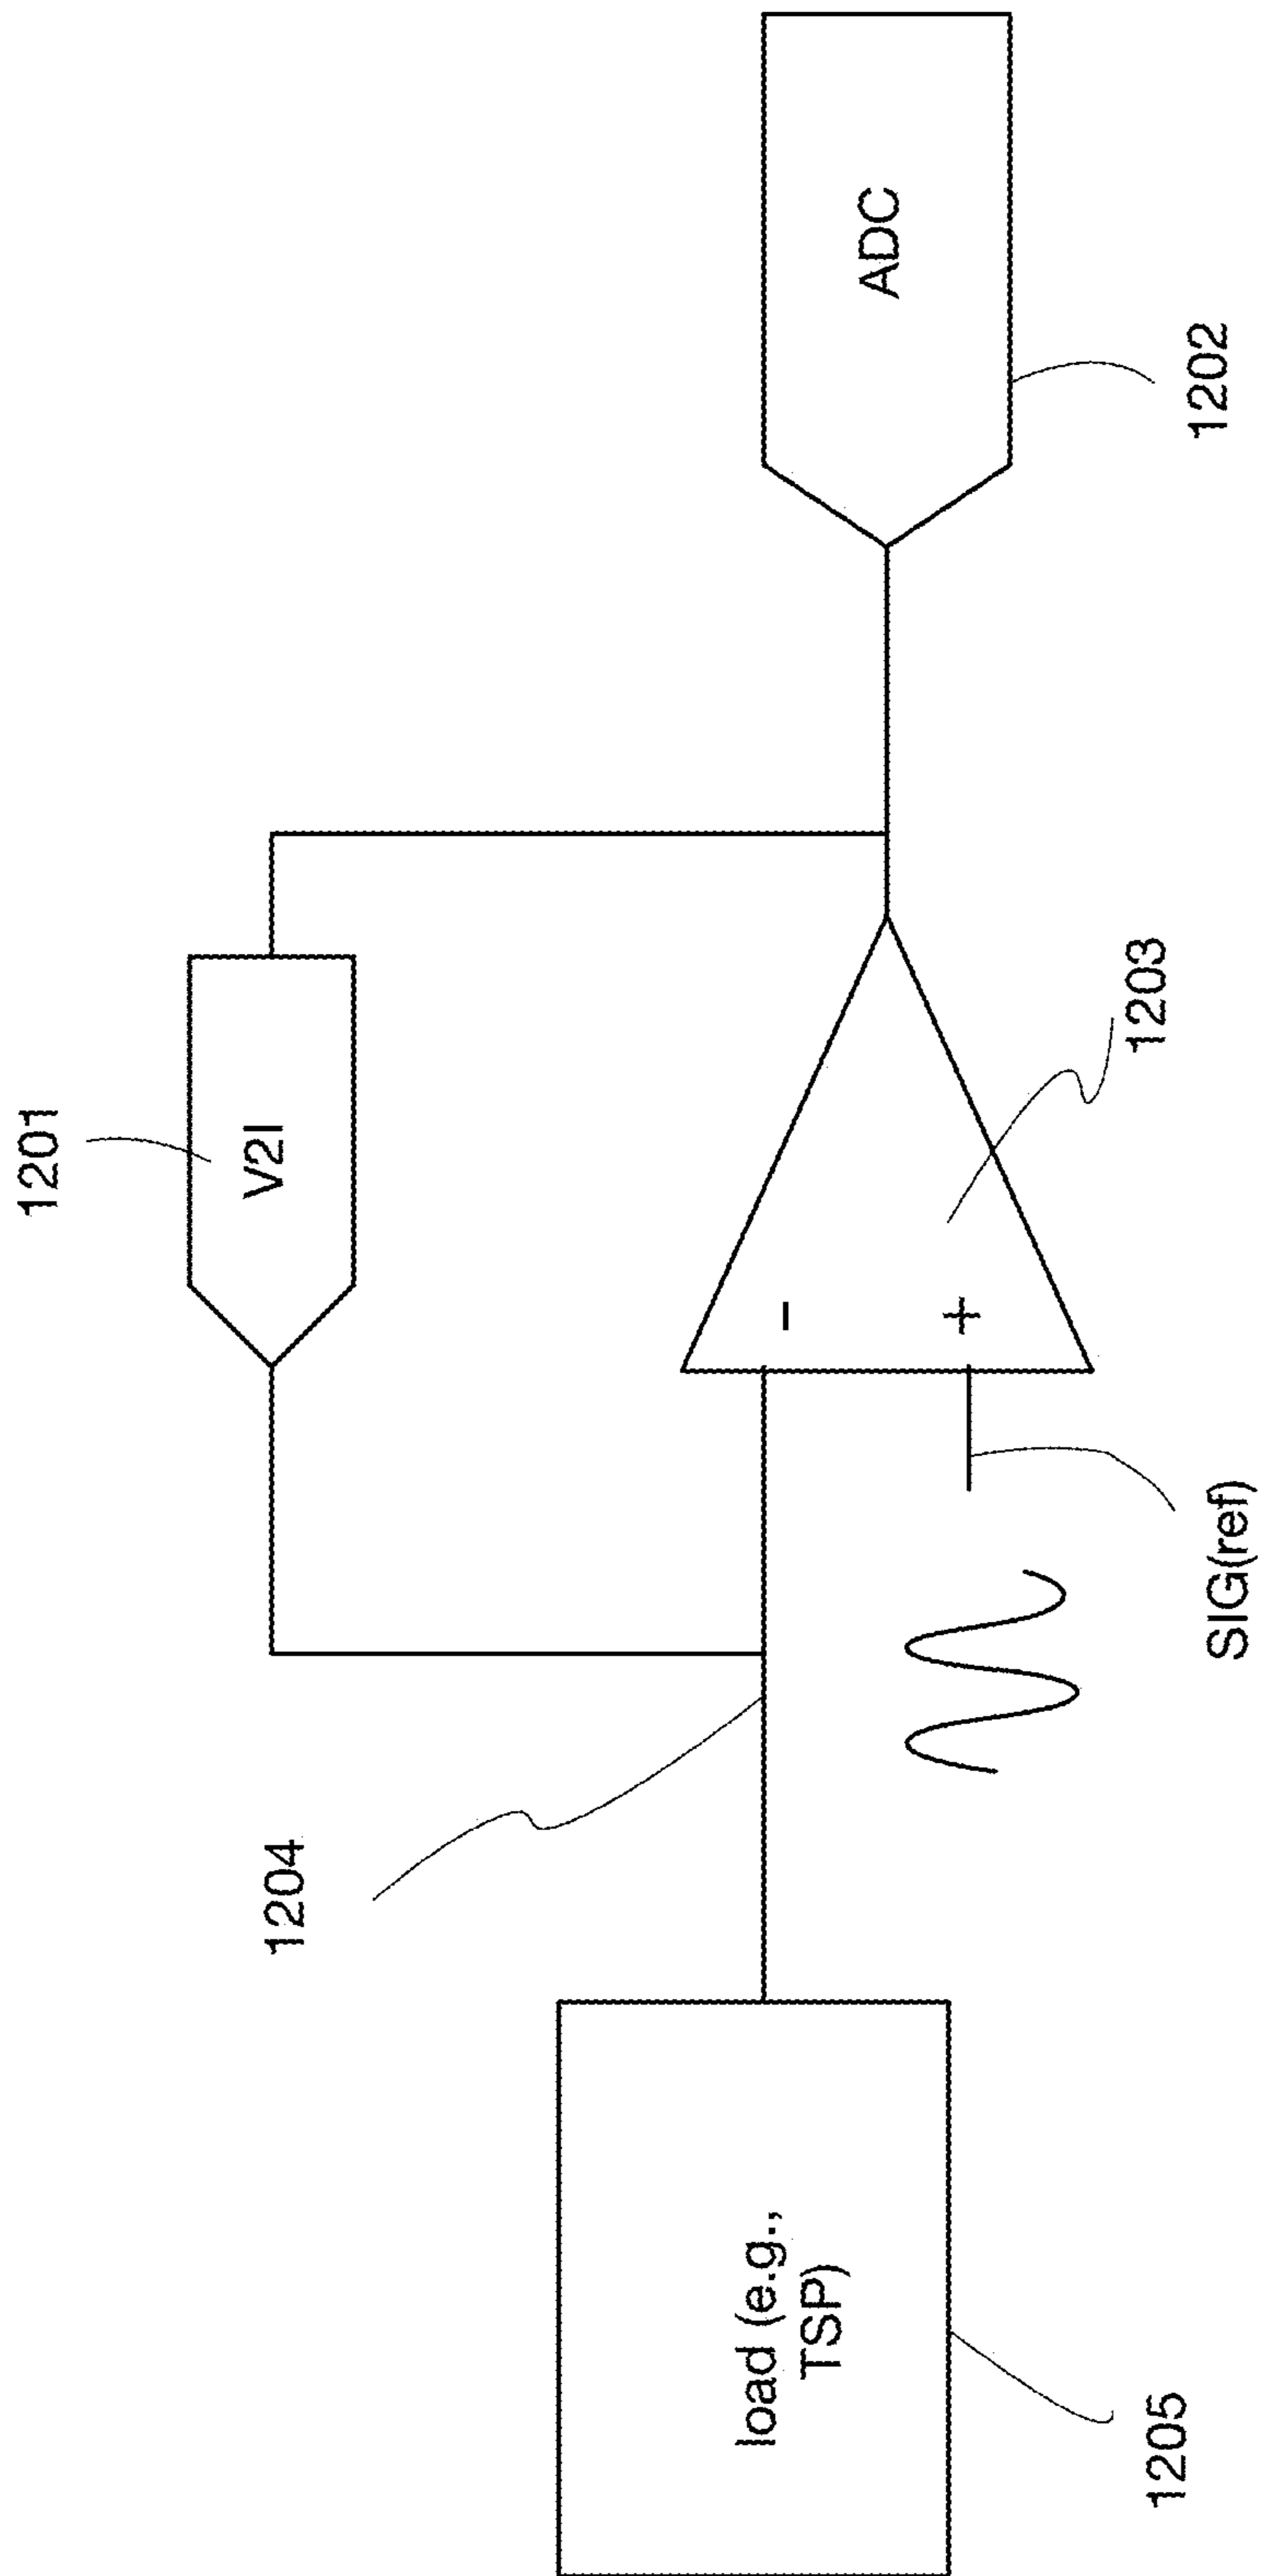 1201
V2I
1204
load (e.g.,
TSP)
1205
-
+
1203
SIG(ref)
ADC
1202